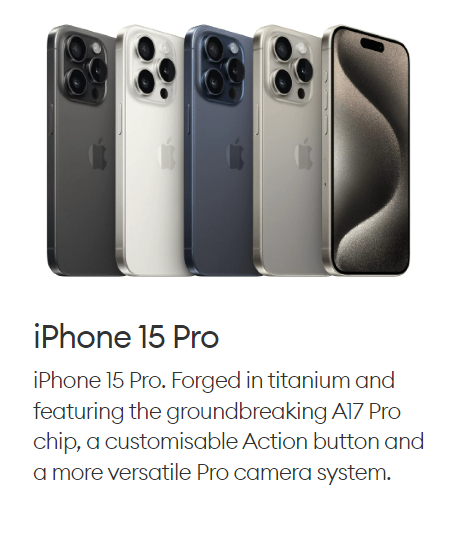 iPhone 15 Pro
iPhone 15 Pro. Forged in titanium and
featuring the groundbreaking A17 Pro
chip, a customisable Action button and
a more versatile Pro camera system.